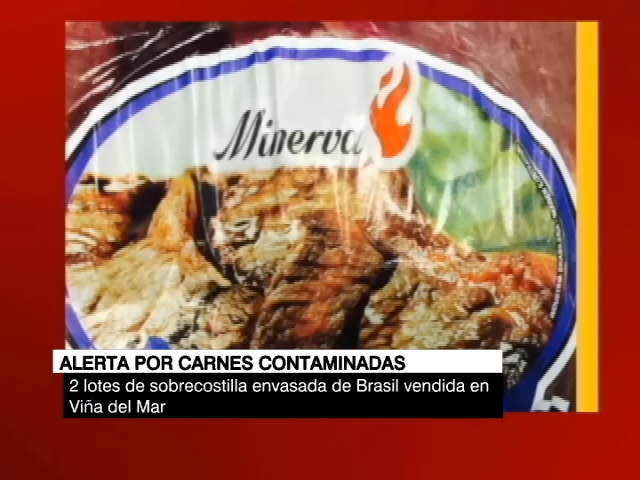 Minerva
ALERTA POR CARNES CONTAMINADAS
2 lotes de sobrecostilla envasada de Brasil vendida en
Viña del Mar